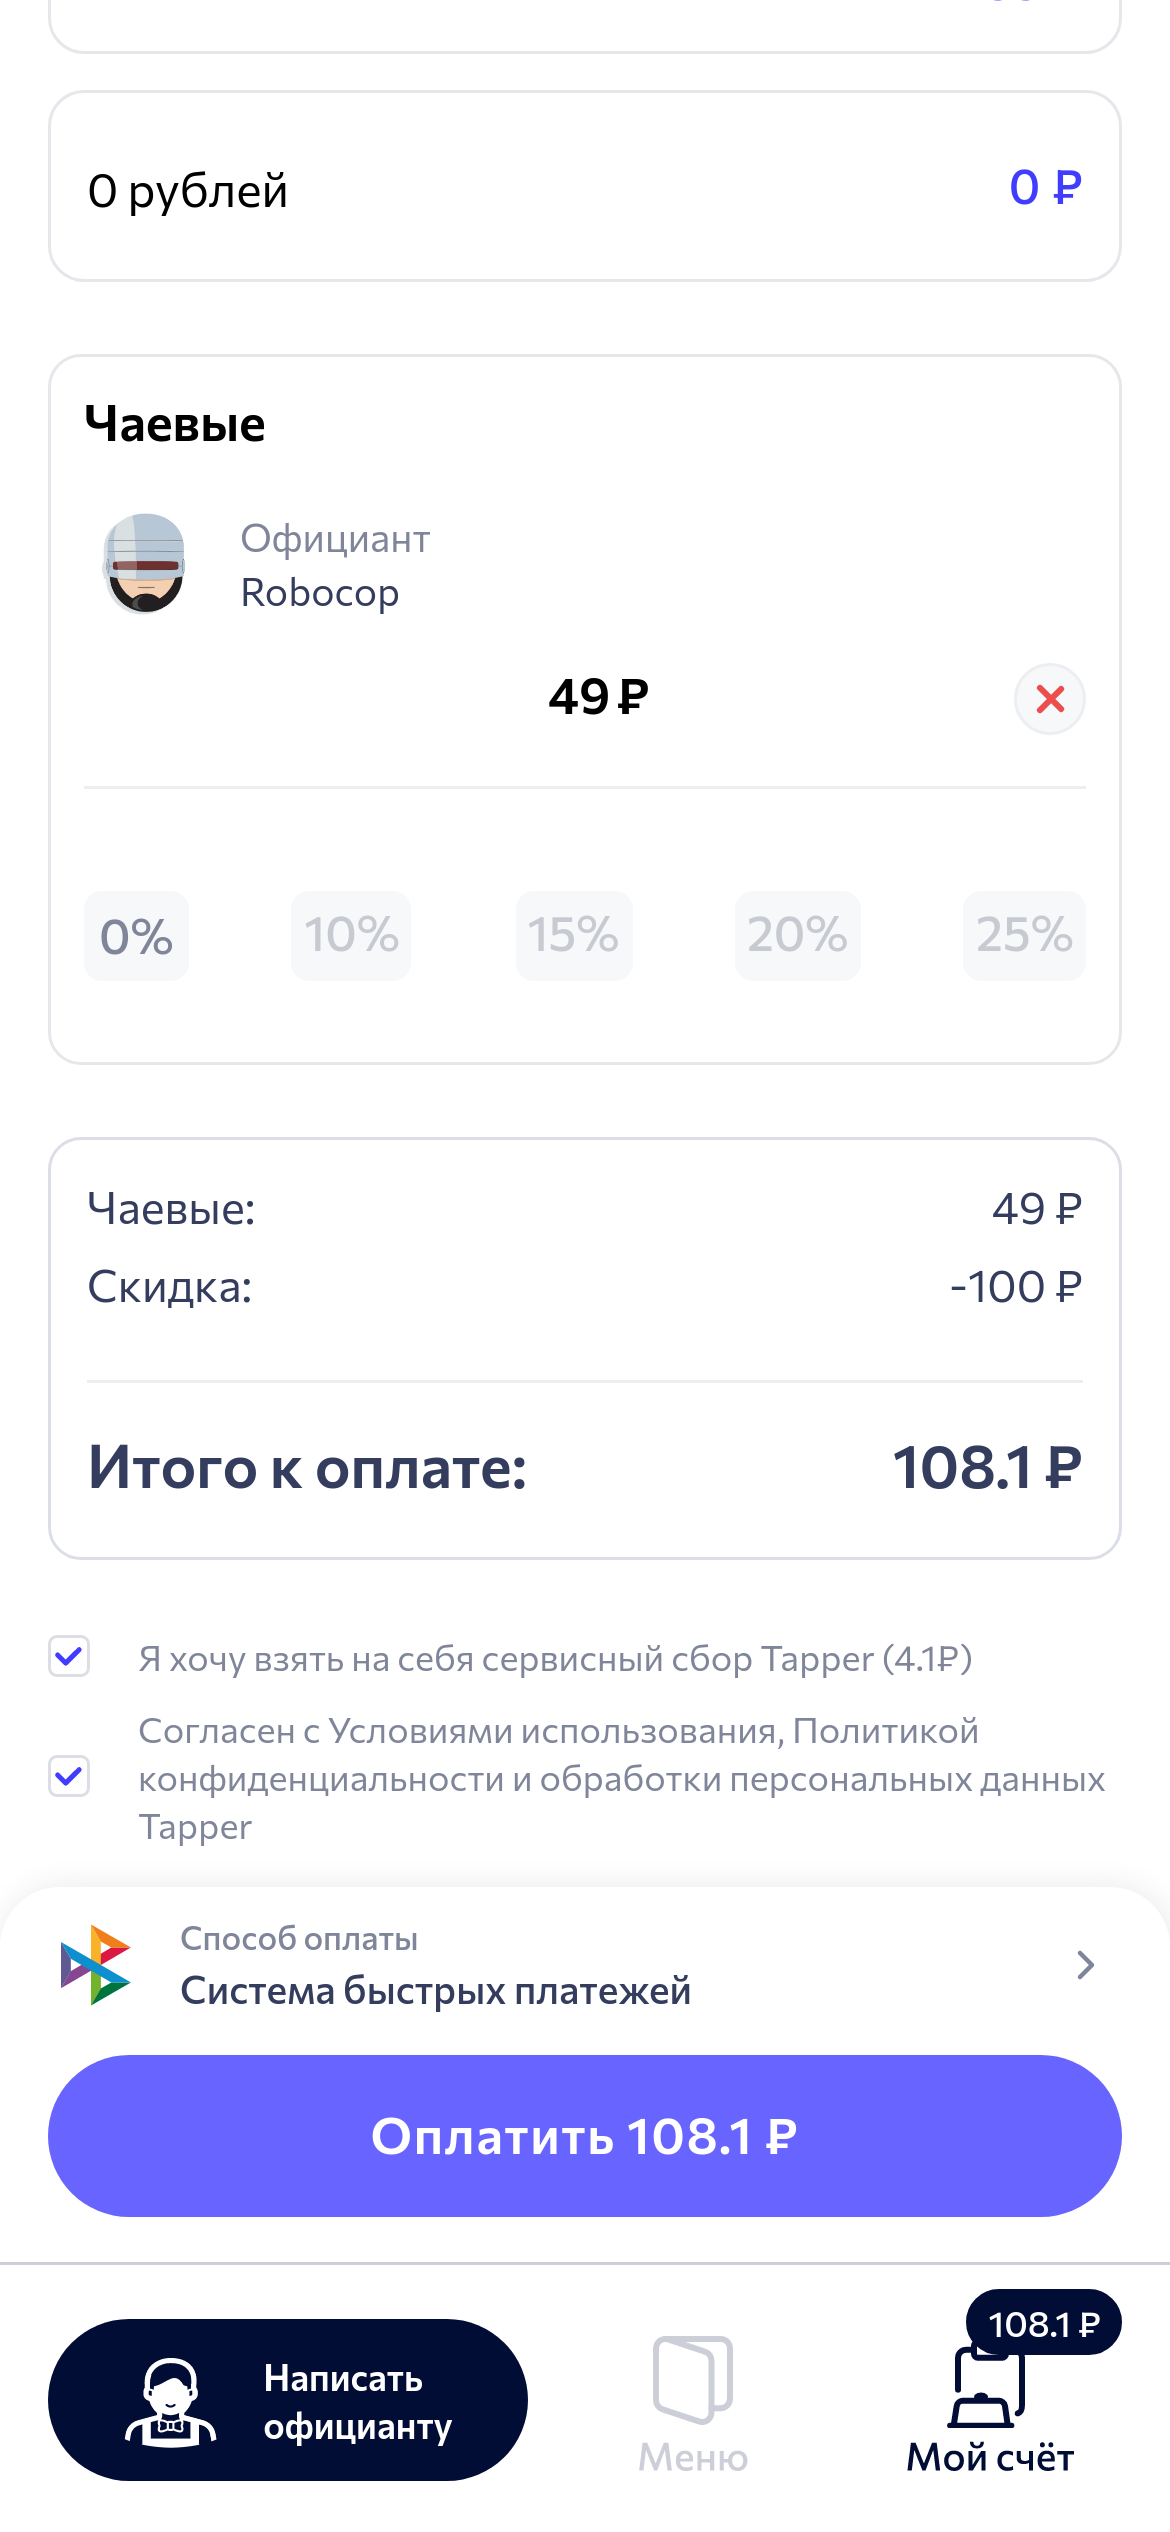 0 рублей
0 ₽
Чаевые
Официант
Robocop
49 ₽
0%
10%
15%
20%
25%
Чаевые:
49 ₽
Скидка:
-100 ₽
Итого к оплате:
108.1 ₽
Я хочу взять на себя сервисный сбор Tapper (4.1₽)
Согласен с Условиями использования, Политикой
конфиденциальности и обработки персональных данных
Tapper
Способ оплаты
Система быстрых платежей
Оплатить 108.1 ₽
Написать
официанту
Меню
108.1 ₽
Мой счёт